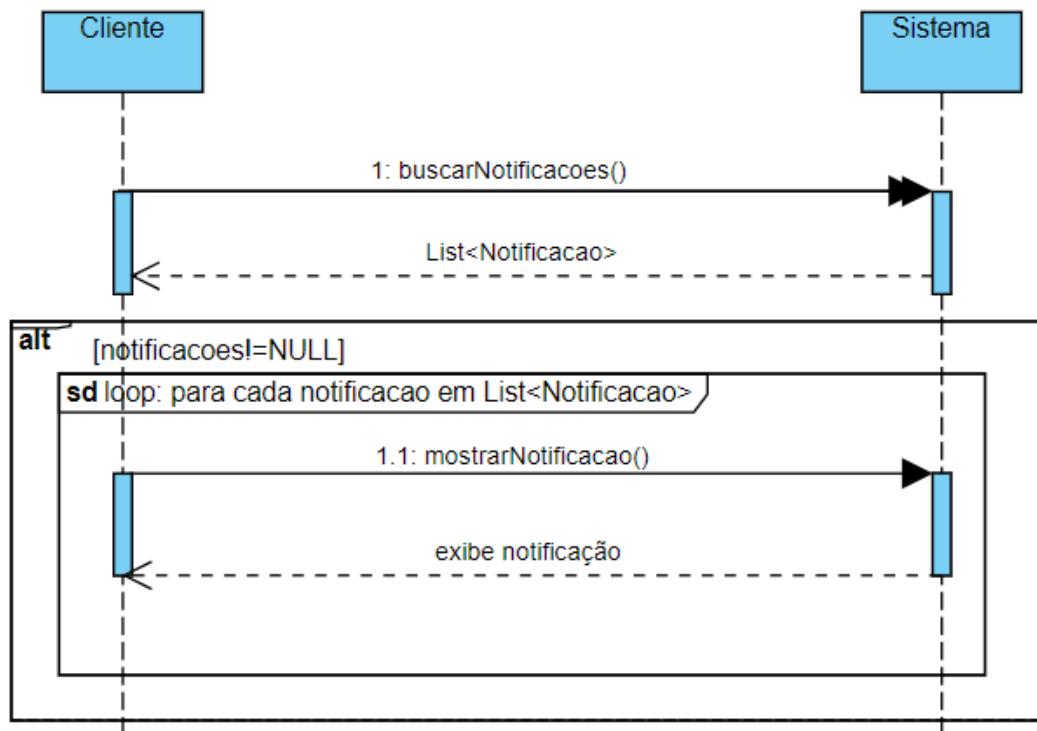 Cliente
Sistema
1: buscarNotificacoes()
List<Notificacao>
alt
[notificacoes!=NULL]
sd loop: para cada notificacao em List<Notificacao>
1.1: mostrarNotificacao()
exibe notificação